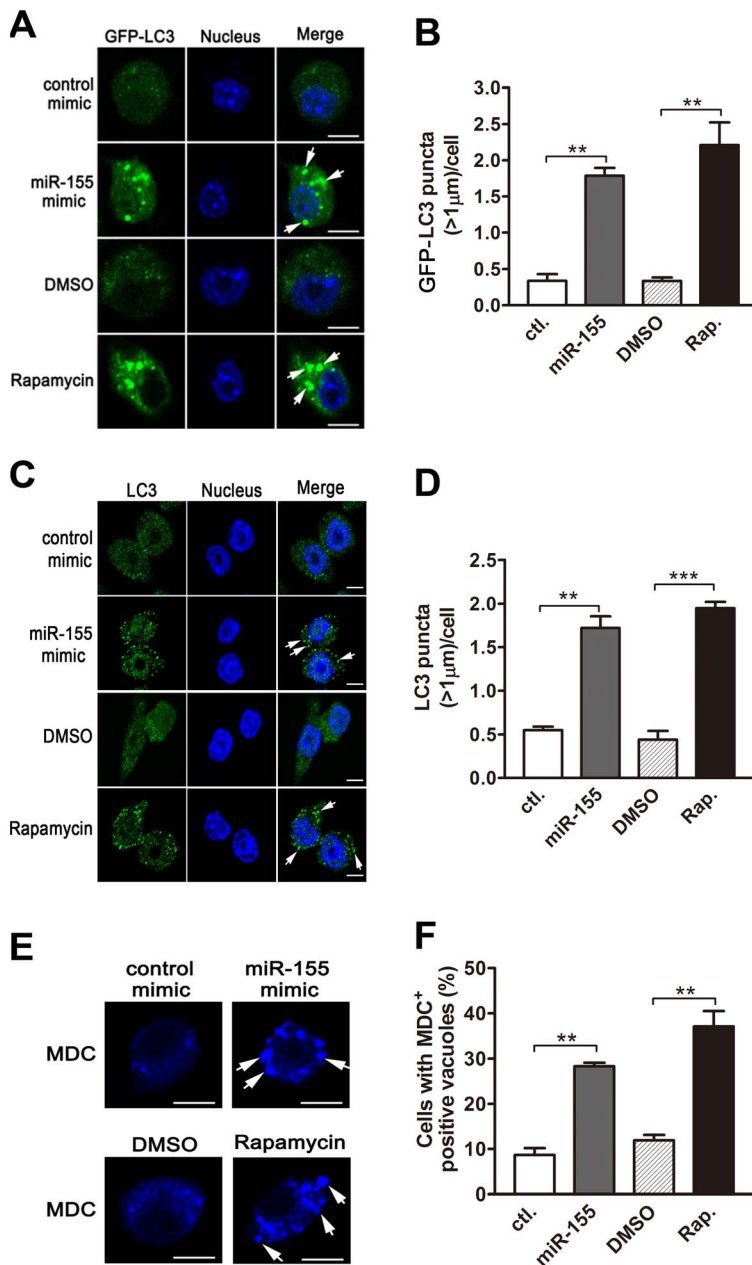 A
GFP-LC3 Nucleus Merge
control
mimic
miR-155
mimic
DMSO
Rapamycin
B
GFP-LC3 puncta
(>1μm)/cell
3.0
2.5
2.0
1.5
1.0
0.5
0.0
**
**
ctl.
miR-155
DMSO
Rap.
C
LC3 Nucleus Merge
control
mimic
miR-155
mimic
DMSO
Rapamycin
D
LC3 puncta
(>1μm)/cell
2.5
2.0
1.5
1.0
0.5
0.0
**
***
ctl.
miR-155
DMSO
Rap.
E
control
mimic
miR-155
mimic
MDC
DMSO
Rapamycin
MDC
F
Cells with MDC⁺
positive vacuoles (%)
50
40
30
20
10
0
**
**
ctl.
miR-155
DMSO
Rap.